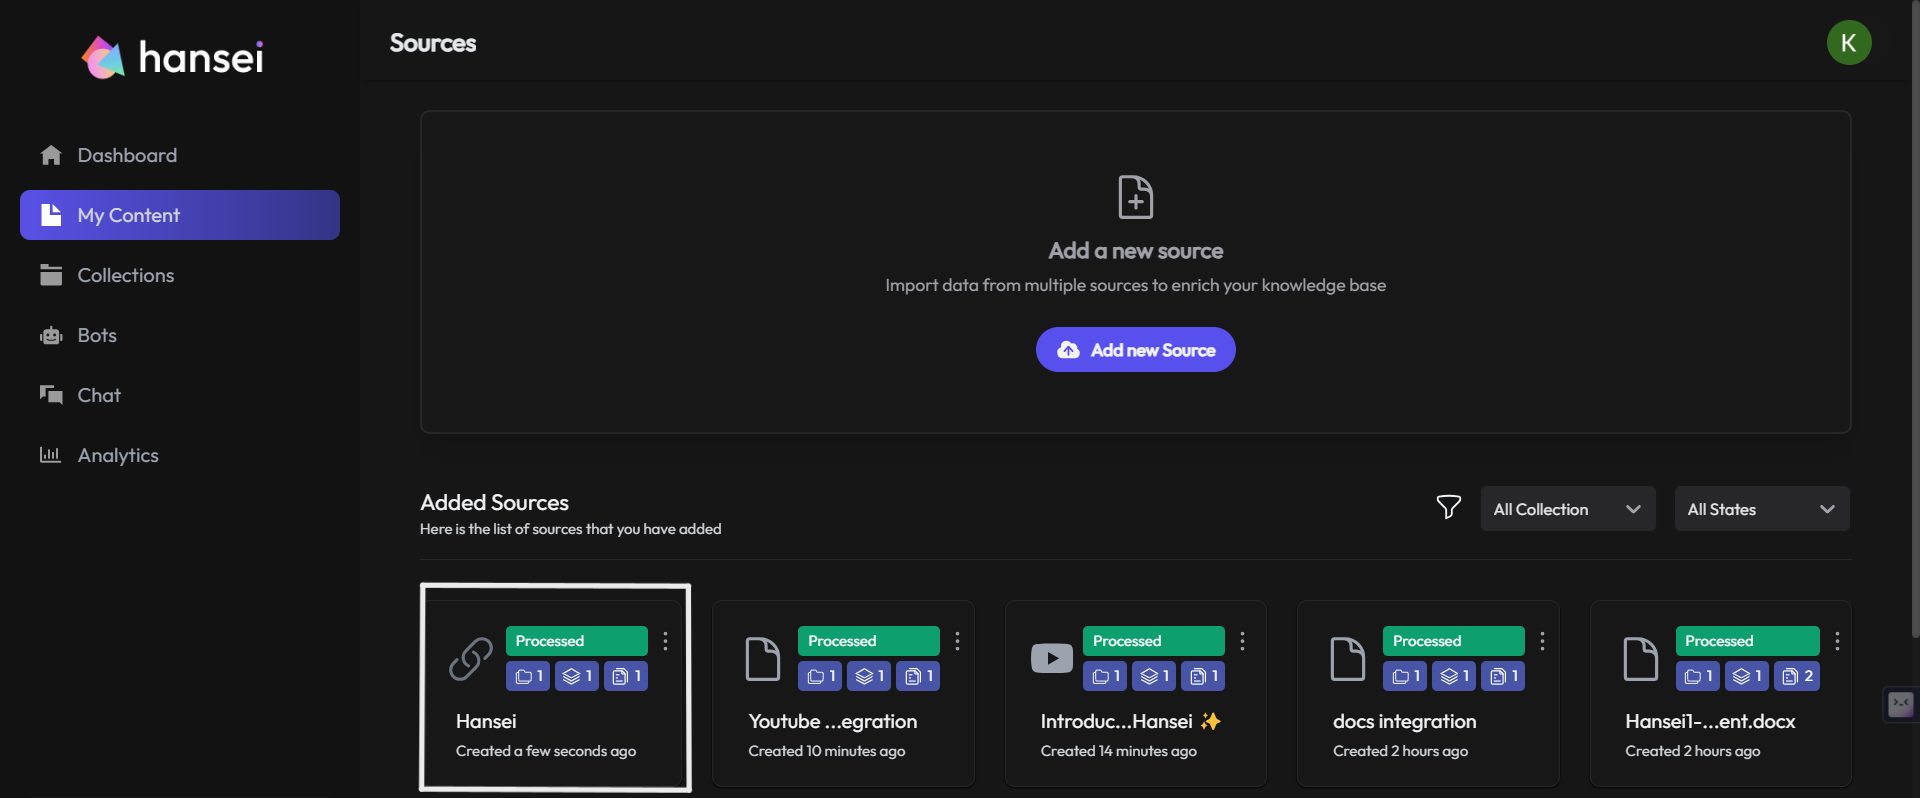 hansei
Sources
K
Dashboard
My Content
Collections
Bots
Chat
Analytics
Add a new source
Import data from multiple sources to enrich your knowledge base
Add new Source
Added Sources
Here is the list of sources that you have added
All Collection
All States
Processed
1 1 1
Hansei
Created a few seconds ago
Processed
1 1 1
Youtube ...egration
Created 10 minutes ago
Processed
1 1 1
Introduc...Hansei ✨
Created 14 minutes ago
Processed
1 1 1
docs integration
Created 2 hours ago
Processed
1 1 2
Hansei1-...ent.docx
Created 2 hours ago